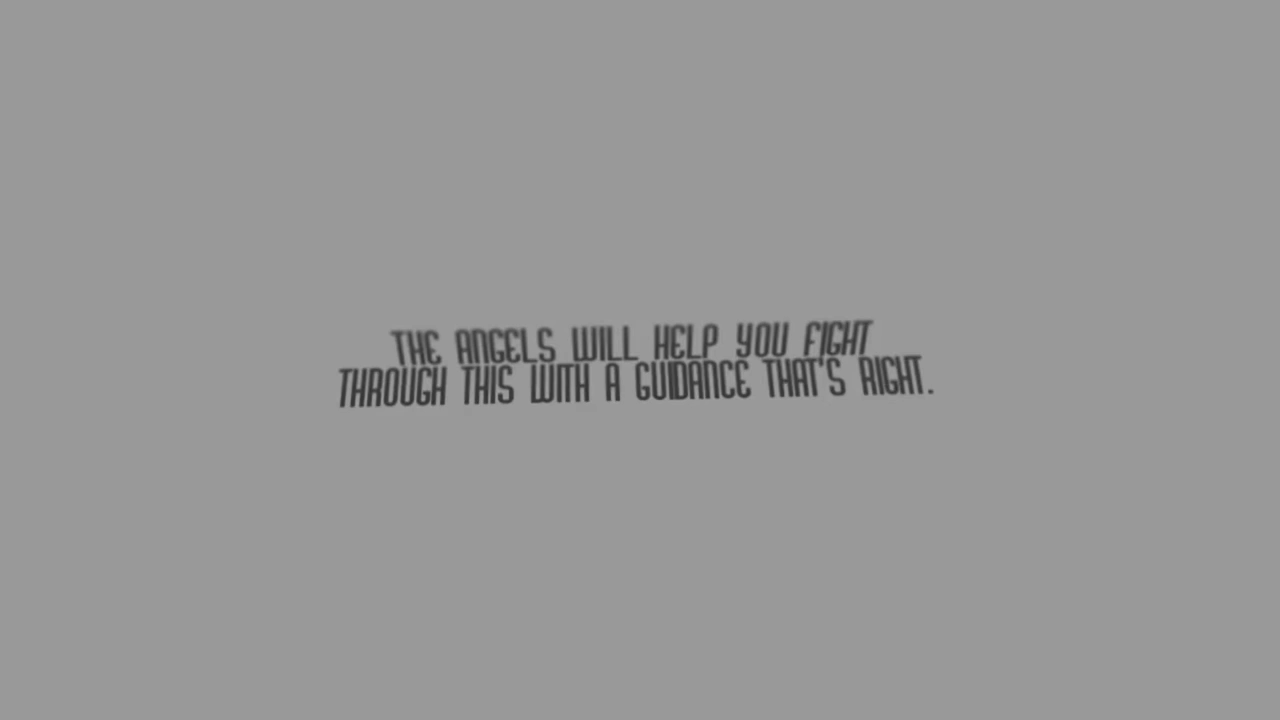 THE ANGELS WILL HELP YOU FIGHT
THROUGH THIS WITH A GUIDANCE THAT'S RIGHT.